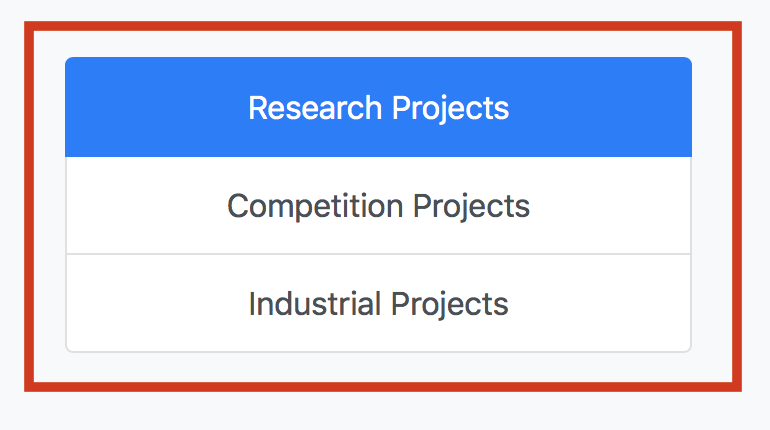 Research Projects
Competition Projects
Industrial Projects